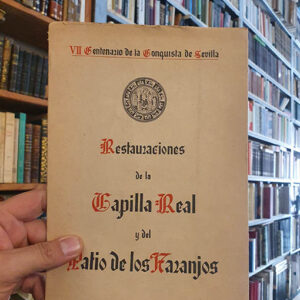 VII Centenario de la Conquista de Sevilla
Restauraciones
de la
Capilla Real
y del
Patio de los Naranjos